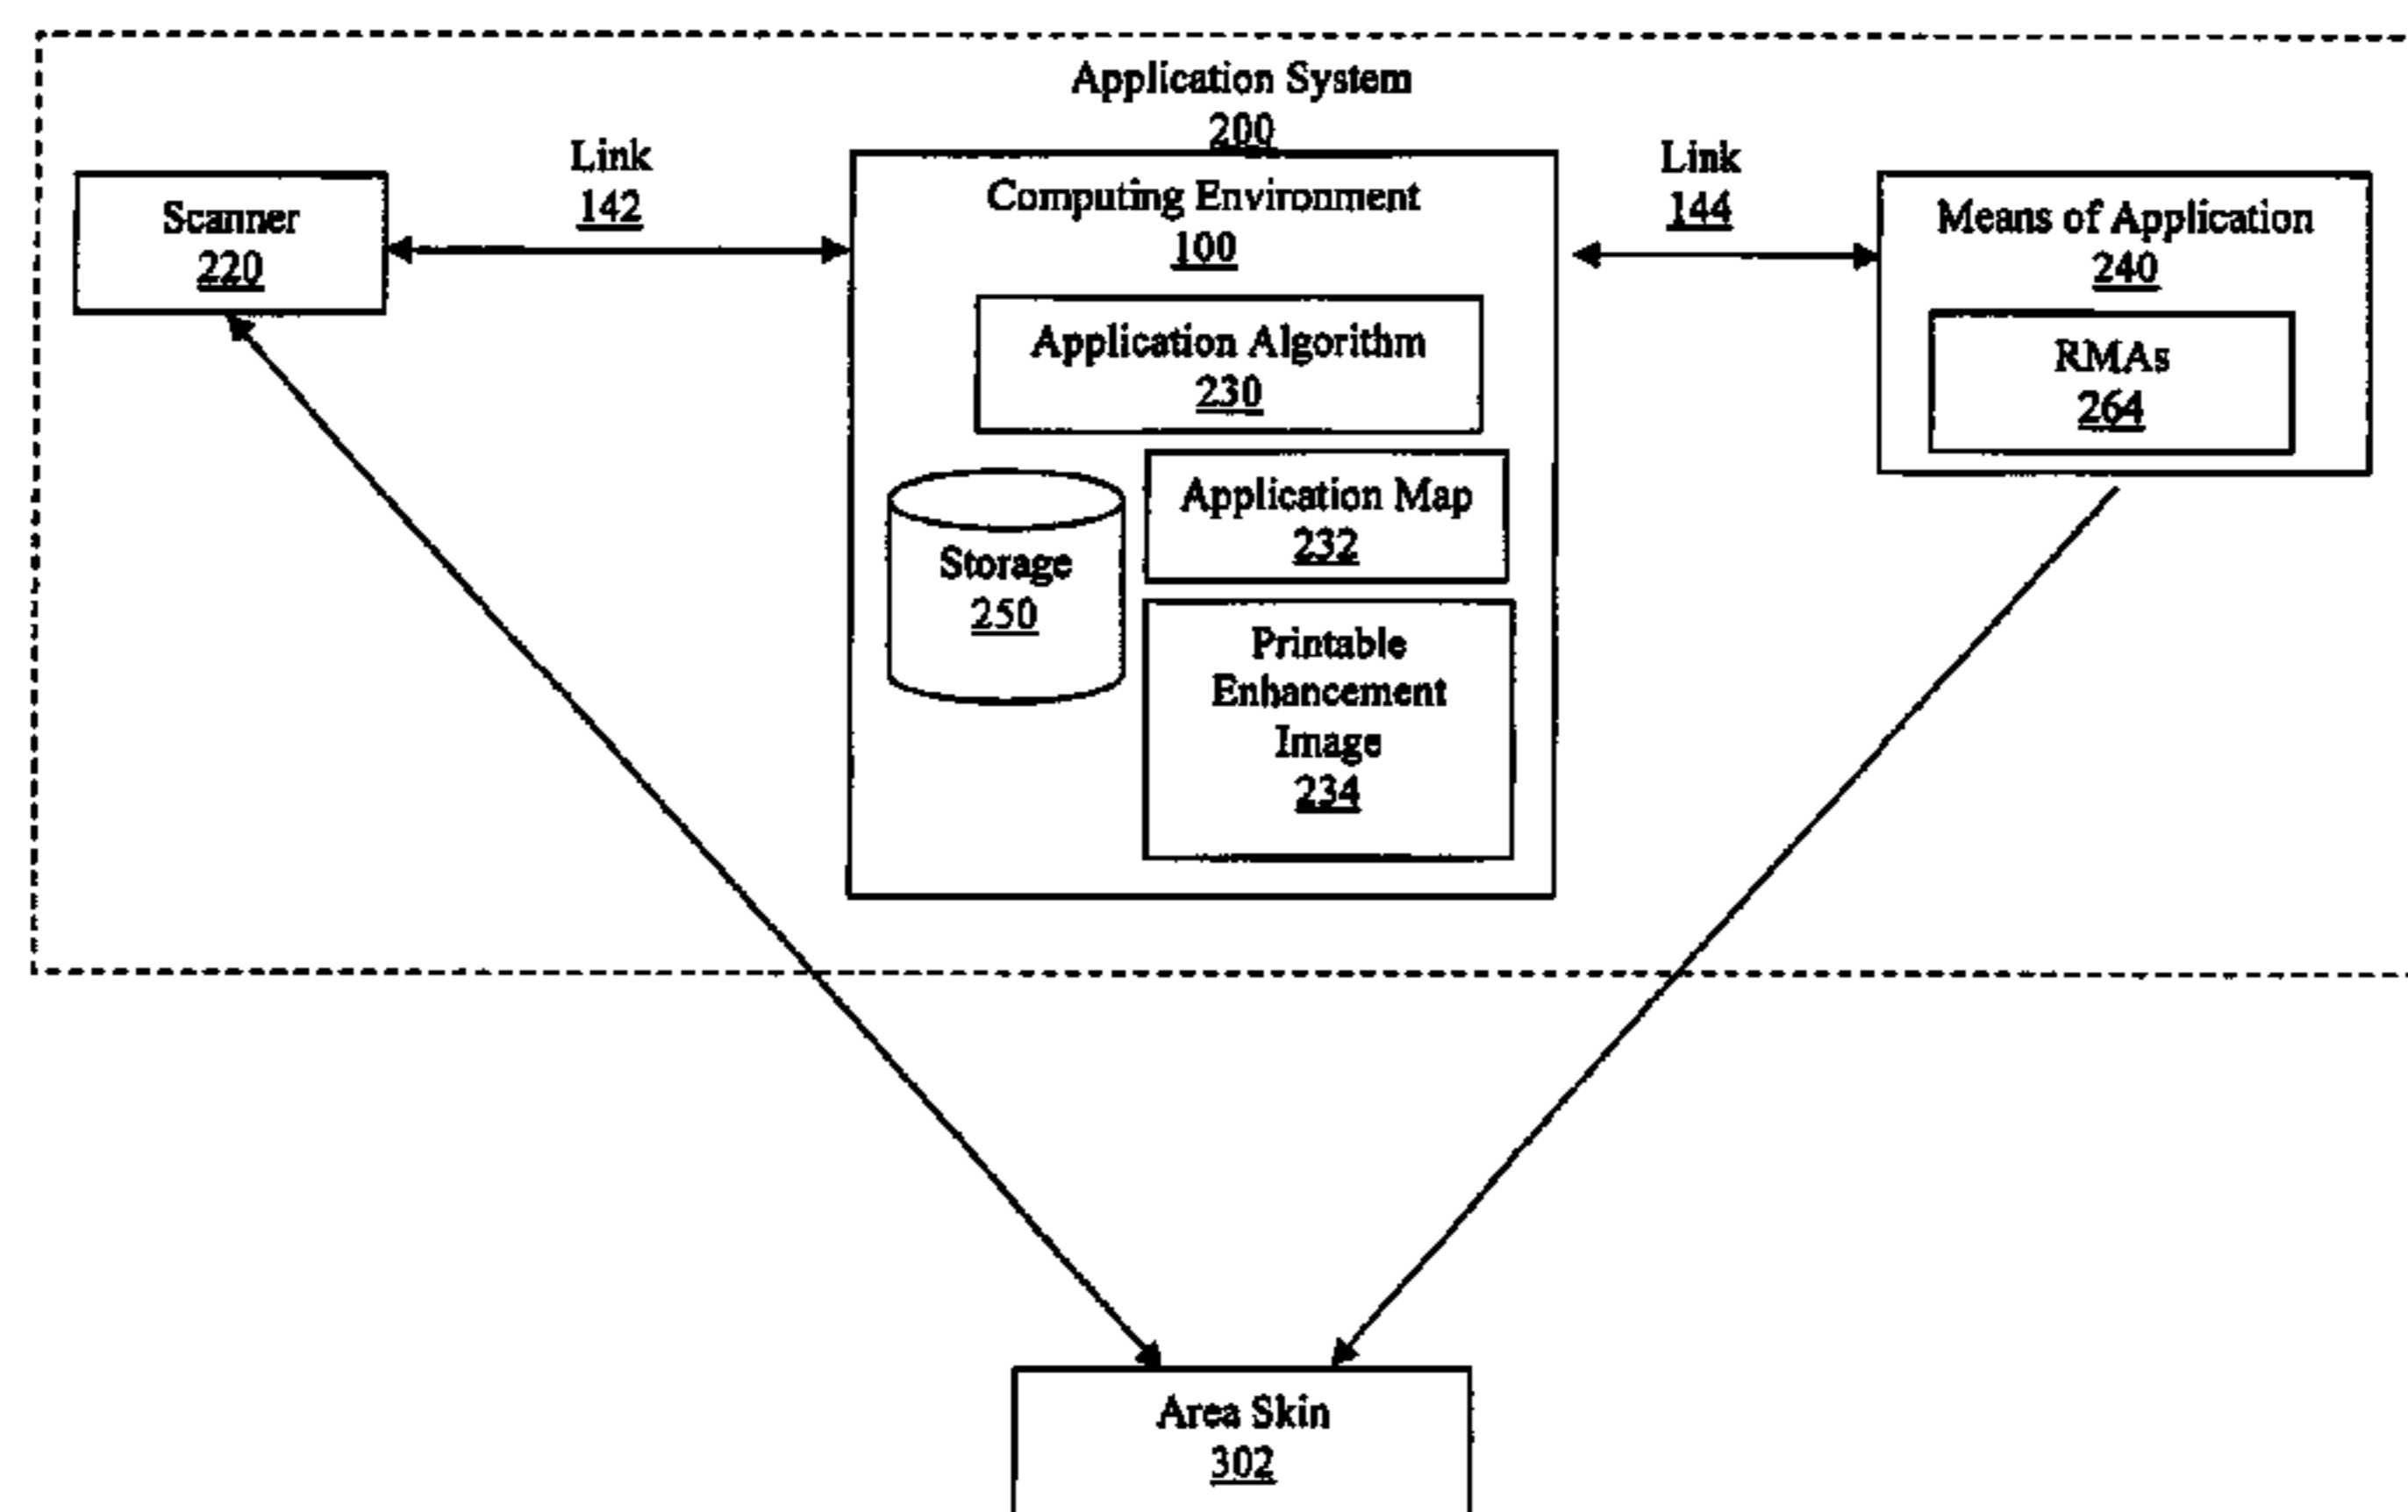 Application System
200
Link
142
Link
144
Scanner
220
Computing Environment
100
Means of Application
240
Application Algorithm
230
RMAs
264
Application Map
232
Storage
250
Printable
Enhancement
Image
234
Area Skin
302